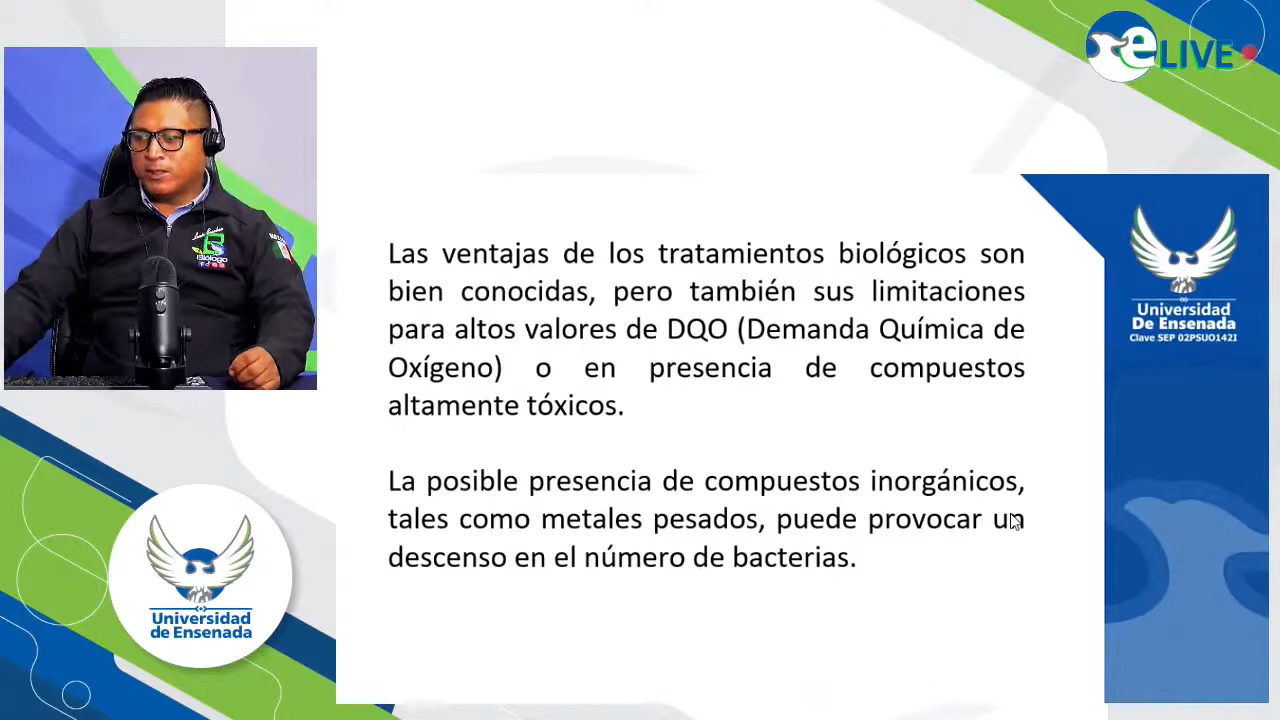 eLIVE
Las ventajas de los tratamientos biológicos son
bien conocidas, pero también sus limitaciones
para altos valores de DQO (Demanda Química de
Oxígeno) o en presencia de compuestos
altamente tóxicos.
La posible presencia de compuestos inorgánicos,
tales como metales pesados, puede provocar un
descenso en el número de bacterias.
Universidad
De Ensenada
Clave SEP 02PSU0142I
Biólogo
Universidad
de Ensenada